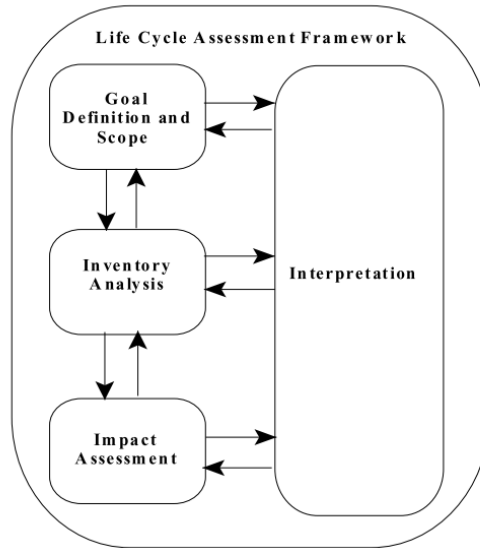 Life Cycle Assessment Framework
Goal
Definition and
Scope
Inventory
Analysis
Interpretation
Impact
Assessment